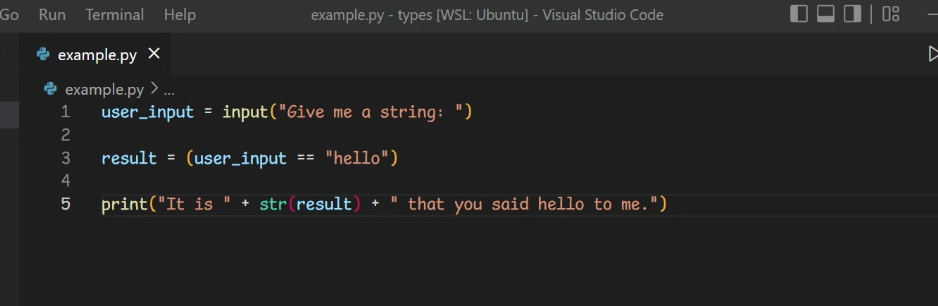 Go Run Terminal Help example.py - types [WSL: Ubuntu] - Visual Studio Code
example.py ×
example.py > ...
1 user_input = input("Give me a string: ")
2
3 result = (user_input == "hello")
4
5 print("It is " + str(result) + " that you said hello to me.")